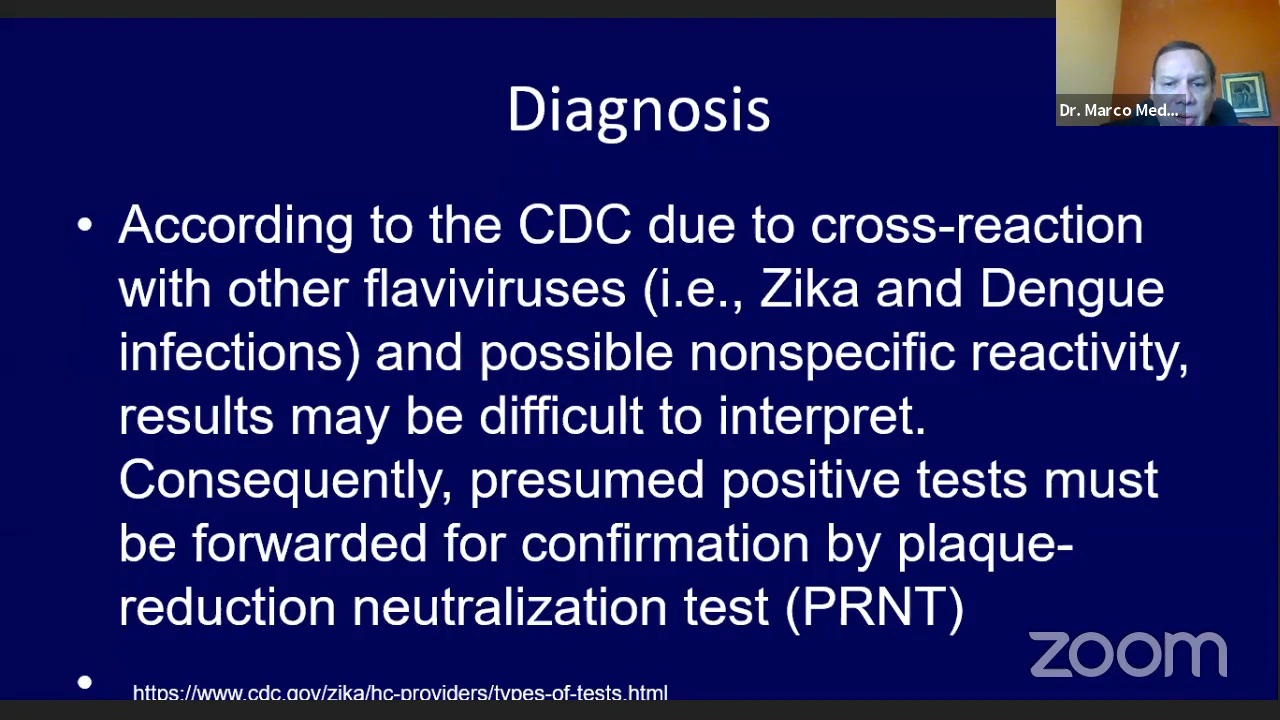 Diagnosis
Dr. Marco Med...
• According to the CDC due to cross-reaction
with other flaviviruses (i.e., Zika and Dengue
infections) and possible nonspecific reactivity,
results may be difficult to interpret.
Consequently, presumed positive tests must
be forwarded for confirmation by plaque-
reduction neutralization test (PRNT)
zoom
• https://www.cdc.gov/zika/hc-providers/types-of-tests.html